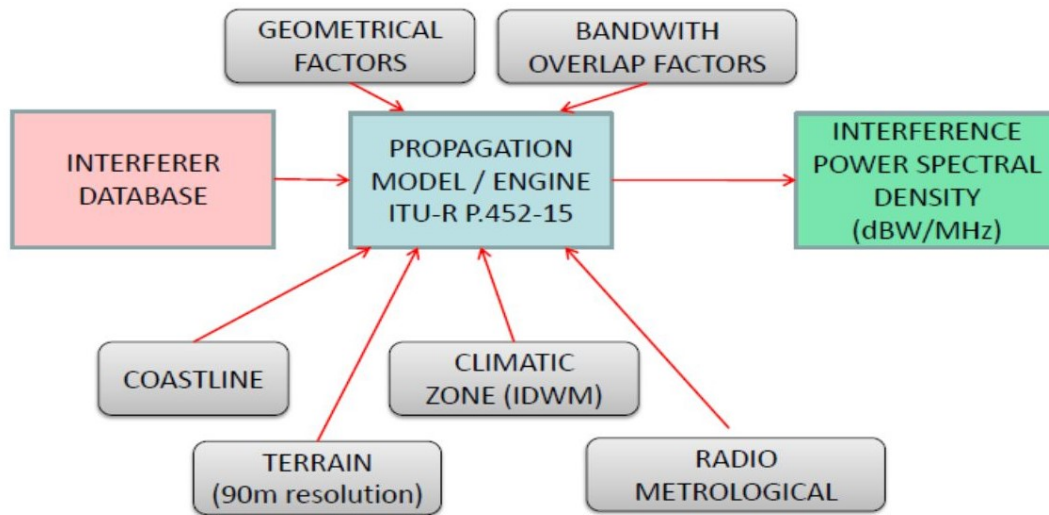 GEOMETRICAL
FACTORS
BANDWITH
OVERLAP FACTORS
INTERFERER
DATABASE
PROPAGATION
MODEL / ENGINE
ITU-R P.452-15
INTERFERENCE
POWER SPECTRAL
DENSITY
(dBW/MHz)
COASTLINE
CLIMATIC
ZONE (IDWM)
TERRAIN
(90m resolution)
RADIO
METROLOGICAL